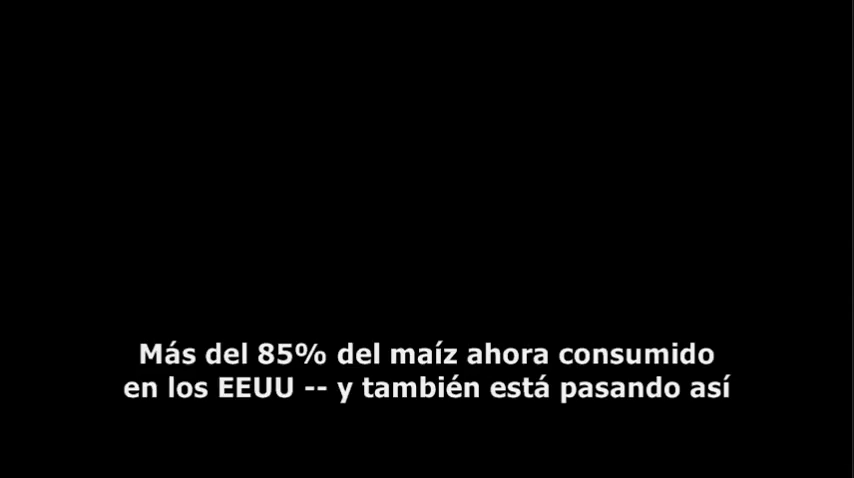 Más del 85% del maíz ahora consumido
en los EEUU -- y también está pasando así